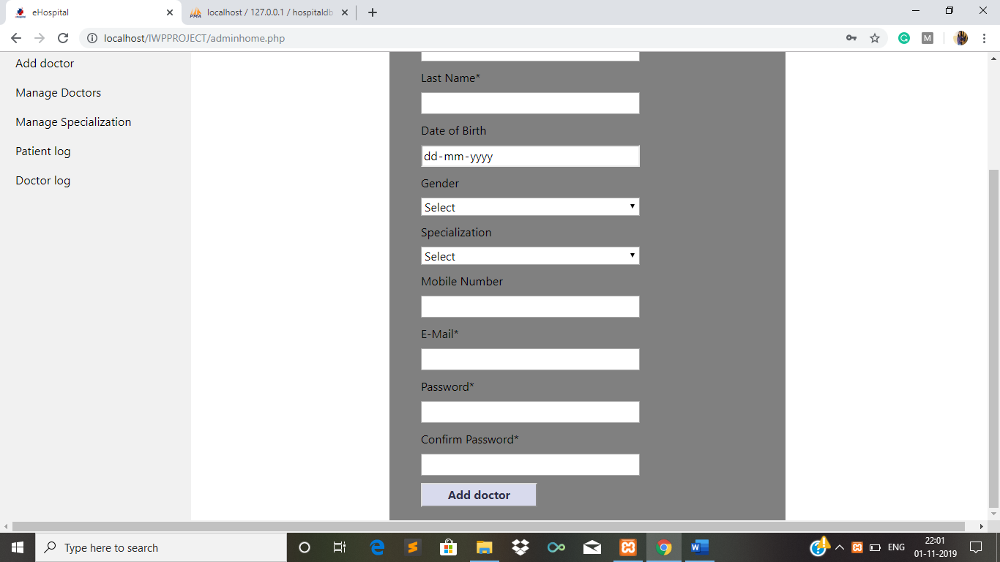 eHospital
localhost / 127.0.0.1 / hospitaldb
localhost/IWPPROJECT/adminhome.php
M
Add doctor
Manage Doctors
Manage Specialization
Patient log
Doctor log
Last Name*
Date of Birth
dd-mm-yyyy
Gender
Select
Specialization
Select
Mobile Number
E-Mail*
Password*
Confirm Password*
Add doctor
Type here to search
ENG
22:01
01-11-2019